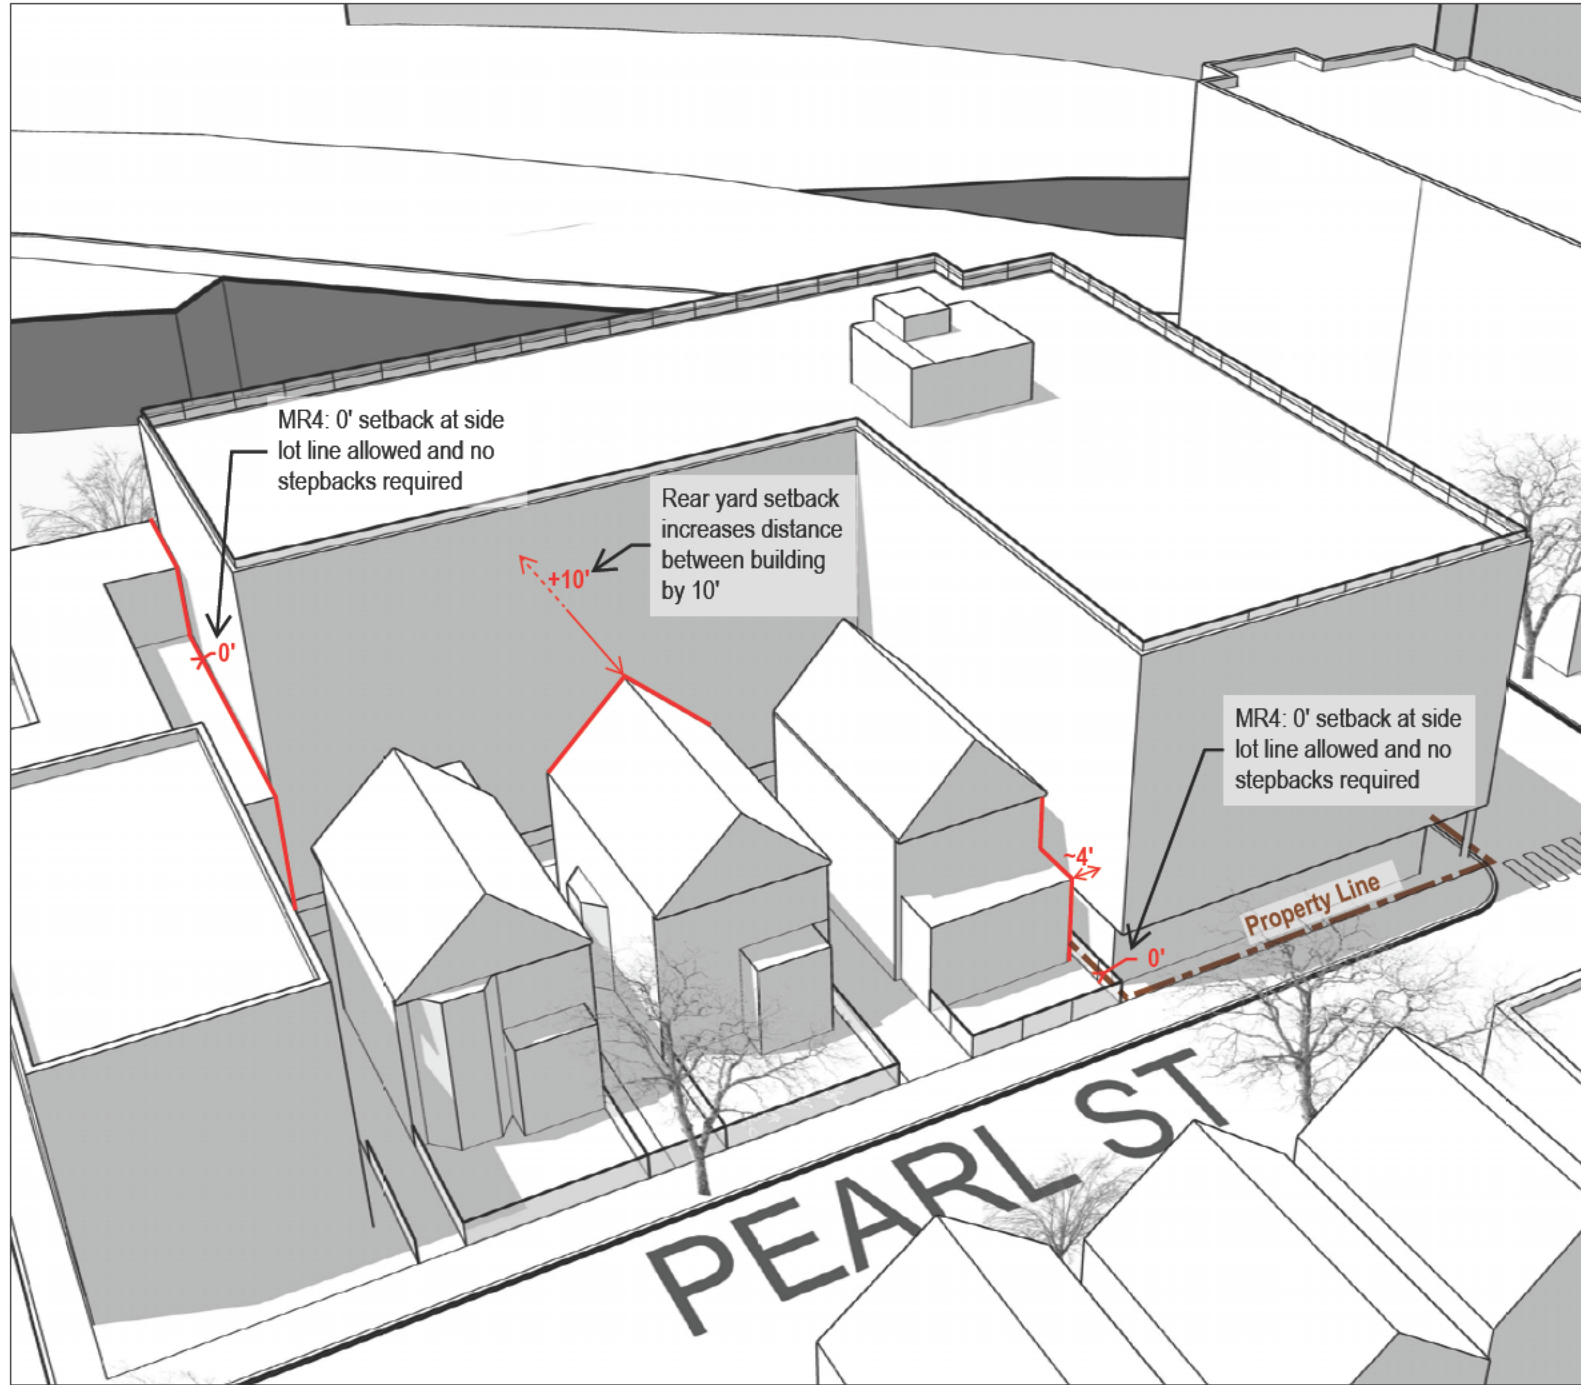 MR4: 0' setback at side
lot line allowed and no
stepbacks required
Rear yard setback
increases distance
between building
by 10'
+10'
0'
MR4: 0' setback at side
lot line allowed and no
stepbacks required
~4'
Property Line
0'
PEARL ST